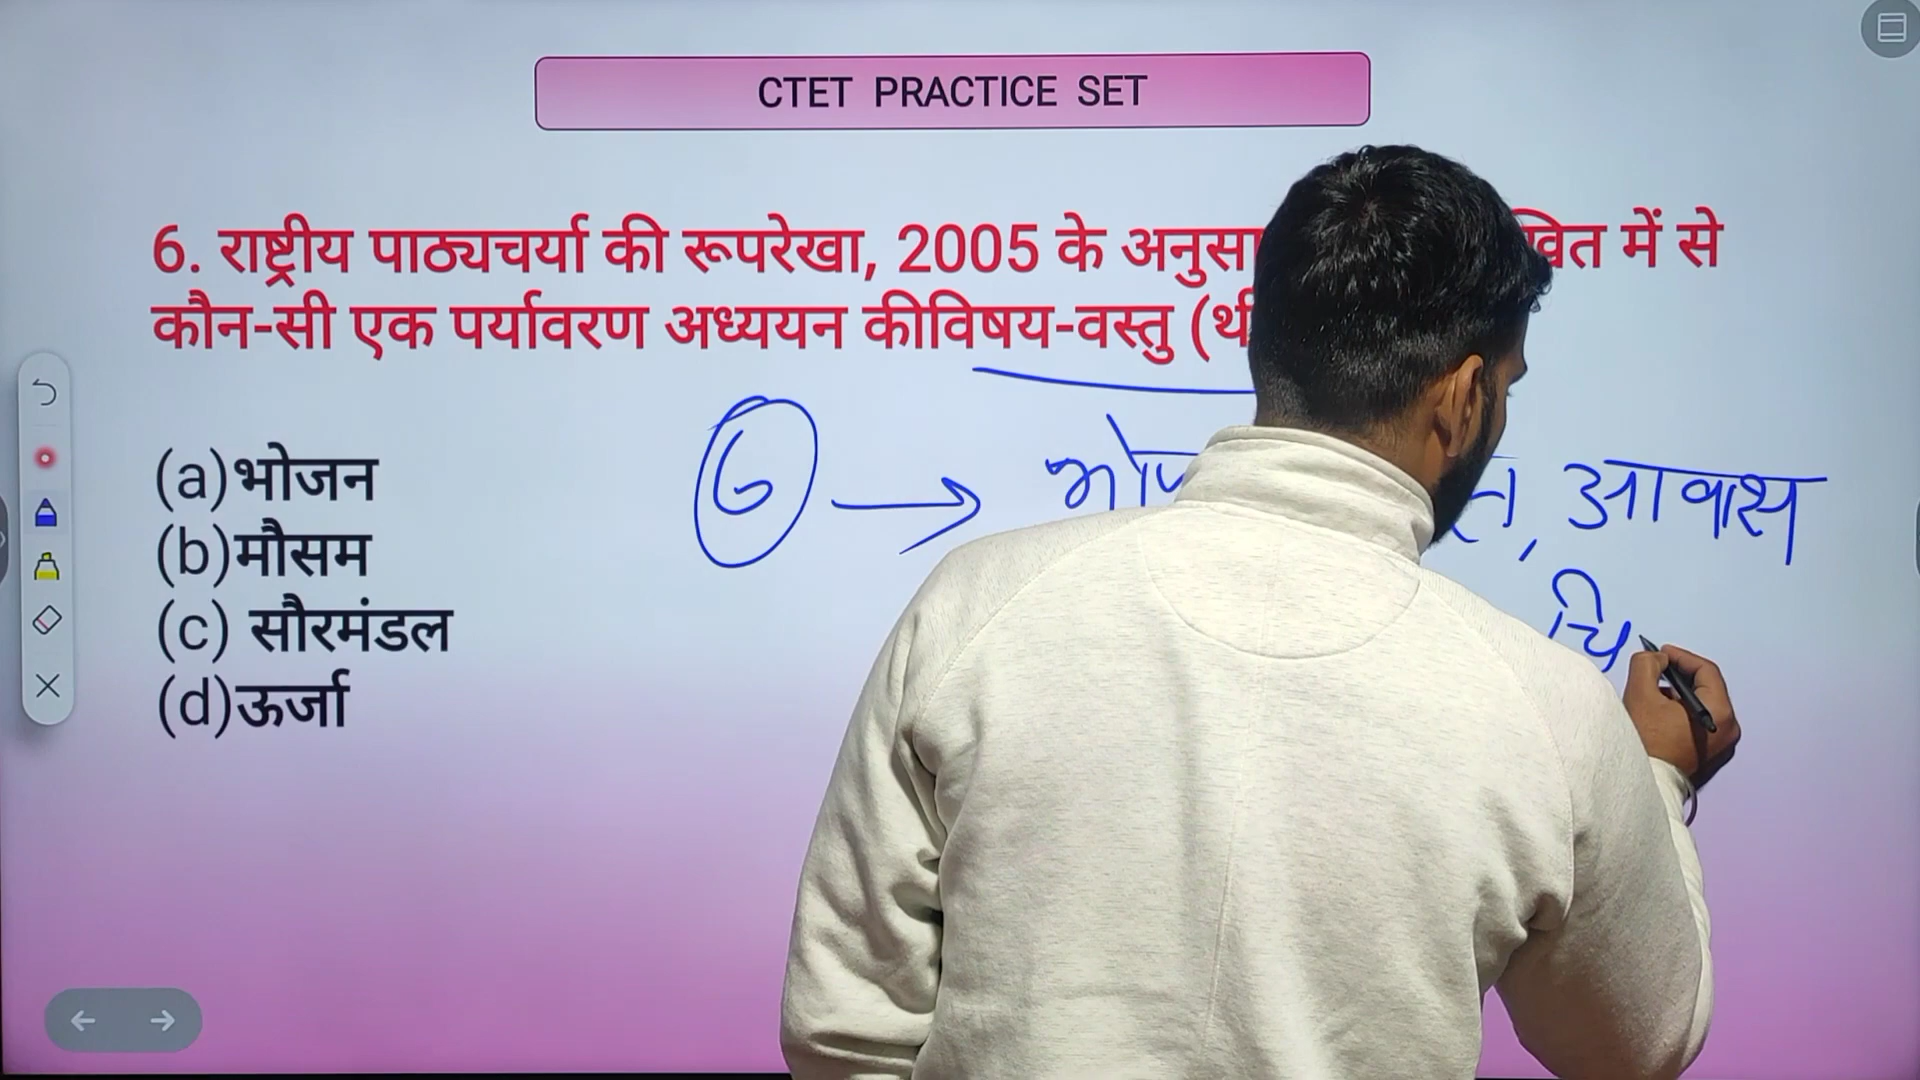 CTET PRACTICE SET
6. राष्ट्रीय पाठ्यचर्या की रूपरेखा, 2005 के में से
कौन-सी एक पर्यावरण अध्ययन कीविषय-वस्तु
(a)भोजन
(b)मौसम
(c) सौरमंडल
(d)ऊर्जा
6 → , आवास